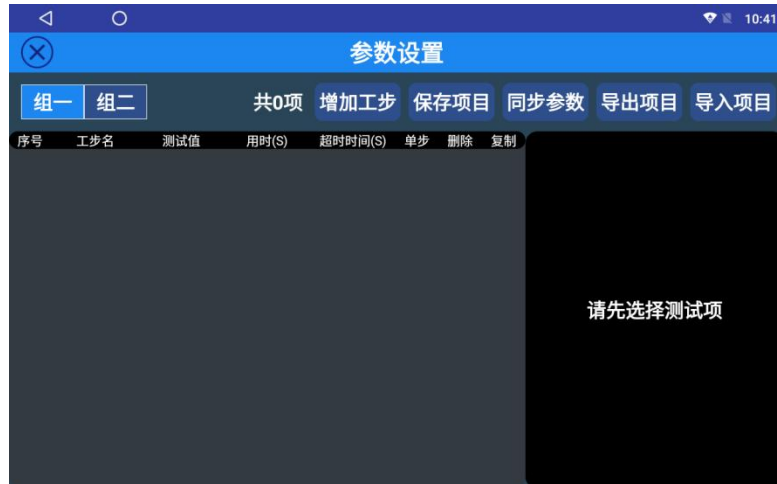 10:41
参数设置
组一 组二 共0项 增加工步 保存项目 同步参数 导出项目 导入项目
序号 工步名 测试值 用时(S) 超时时间(S) 单步 删除 复制
请先选择测试项